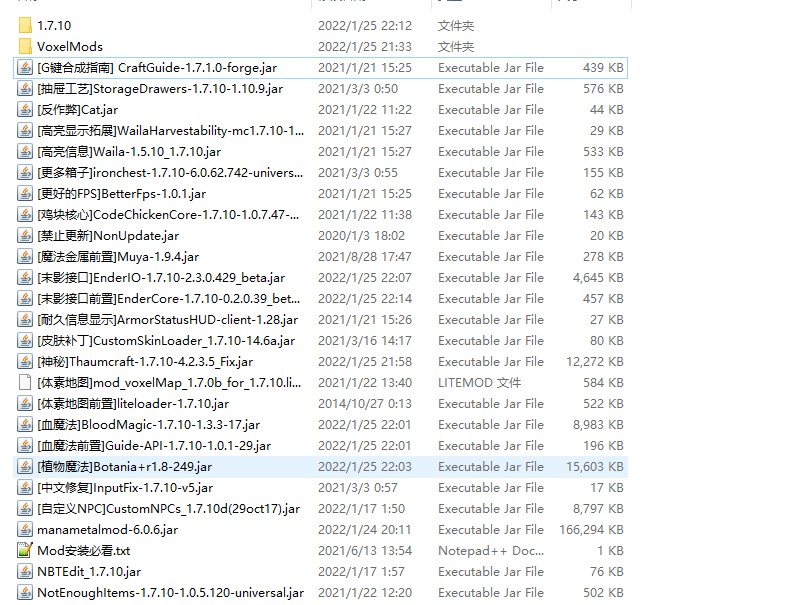 1.7.10 2022/1/25 22:12 文件夹
VoxelMods 2022/1/25 21:33 文件夹
[G键合成指南] CraftGuide-1.7.1.0-forge.jar 2021/1/21 15:25 Executable Jar File 439 KB
[抽屉工艺]StorageDrawers-1.7.10-1.10.9.jar 2021/3/3 0:50 Executable Jar File 576 KB
[反作弊]Cat.jar 2021/1/22 11:22 Executable Jar File 44 KB
[高亮显示拓展]WailaHarvestability-mc1.7.10-1... 2021/1/21 15:27 Executable Jar File 29 KB
[高亮信息]Waila-1.5.10_1.7.10.jar 2021/1/21 15:27 Executable Jar File 533 KB
[更多箱子]ironchest-1.7.10-6.0.62.742-univers... 2021/3/3 0:55 Executable Jar File 155 KB
[更好的FPS]BetterFps-1.0.1.jar 2021/1/21 15:25 Executable Jar File 62 KB
[鸡块核心]CodeChickenCore-1.7.10-1.0.7.47-... 2021/1/22 11:38 Executable Jar File 143 KB
[禁止更新]NonUpdate.jar 2020/1/3 18:02 Executable Jar File 20 KB
[魔法金属前置]Muya-1.9.4.jar 2021/8/28 17:47 Executable Jar File 278 KB
[末影接口]EnderIO-1.7.10-2.3.0.429_beta.jar 2022/1/25 22:07 Executable Jar File 4,645 KB
[末影接口前置]EnderCore-1.7.10-0.2.0.39_bet... 2022/1/25 22:14 Executable Jar File 457 KB
[耐久信息显示]ArmorStatusHUD-client-1.28.jar 2021/1/21 15:26 Executable Jar File 27 KB
[皮肤补丁]CustomSkinLoader_1.7.10-14.6a.jar 2021/3/16 14:17 Executable Jar File 80 KB
[神秘]Thaumcraft-1.7.10-4.2.3.5_Fix.jar 2022/1/25 21:58 Executable Jar File 12,272 KB
[体素地图]mod_voxelMap_1.7.0b_for_1.7.10.li... 2021/1/22 13:40 LITEMOD 文件 584 KB
[体素地图前置]liteloader-1.7.10.jar 2014/10/27 0:13 Executable Jar File 522 KB
[血魔法]BloodMagic-1.7.10-1.3.3-17.jar 2022/1/25 22:01 Executable Jar File 8,983 KB
[血魔法前置]Guide-API-1.7.10-1.0.1-29.jar 2022/1/25 22:01 Executable Jar File 196 KB
[植物魔法]Botania+r1.8-249.jar 2022/1/25 22:03 Executable Jar File 15,603 KB
[中文修复]InputFix-1.7.10-v5.jar 2021/3/3 0:57 Executable Jar File 17 KB
[自定义NPC]CustomNPCs_1.7.10d(29oct17).jar 2022/1/17 1:50 Executable Jar File 8,797 KB
manametalmod-6.0.6.jar 2022/1/24 20:11 Executable Jar File 166,294 KB
Mod安装必看.txt 2021/6/13 13:54 Notepad++ Doc... 1 KB
NBTEdit_1.7.10.jar 2022/1/17 1:57 Executable Jar File 76 KB
NotEnoughItems-1.7.10-1.0.5.120-universal.jar 2021/1/22 12:20 Executable Jar File 502 KB